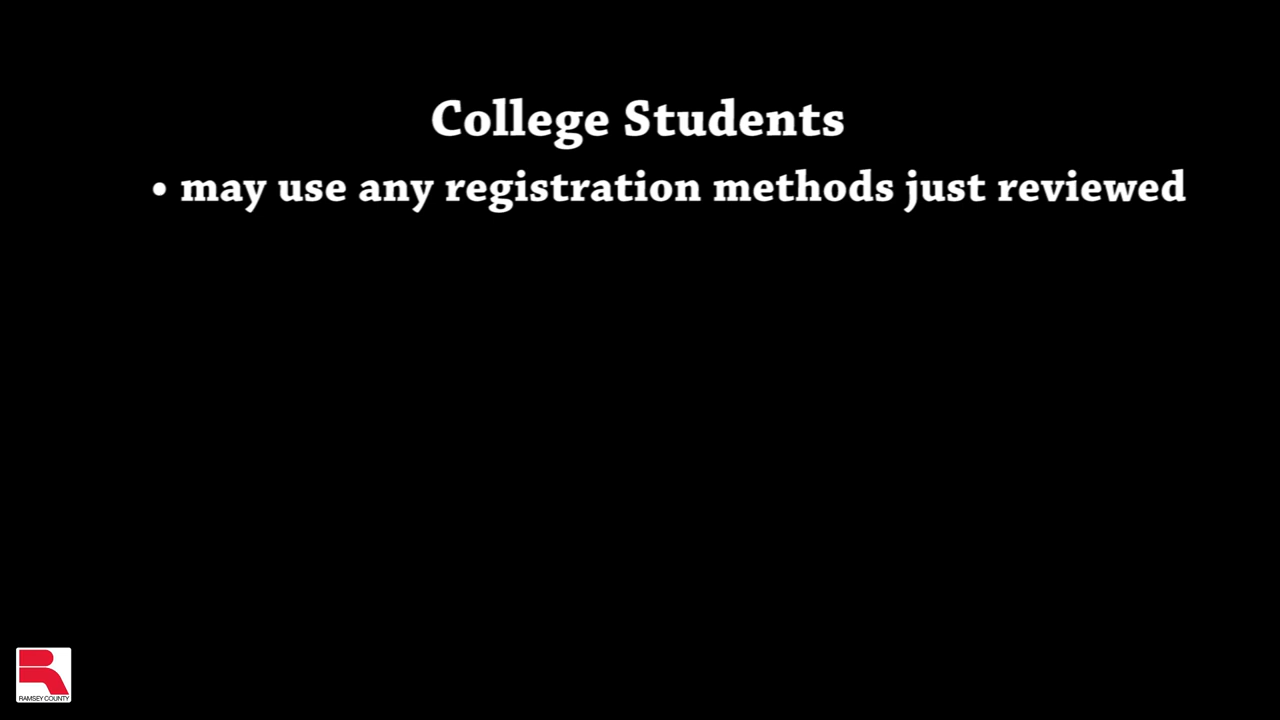 College Students
• may use any registration methods just reviewed
RAMSEY COUNTY